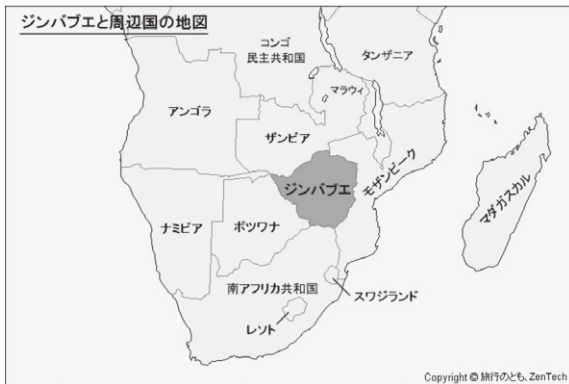 ジンバブエと周辺国の地図
コンゴ
民主共和国
タンザニア
マラウィ
アンゴラ
ザンビア
ジンバブエ
モザンビーク
マダガスカル
ナミビア
ボツワナ
南アフリカ共和国
スワジランド
レソト
Copyright © 旅行のとも、ZenTech